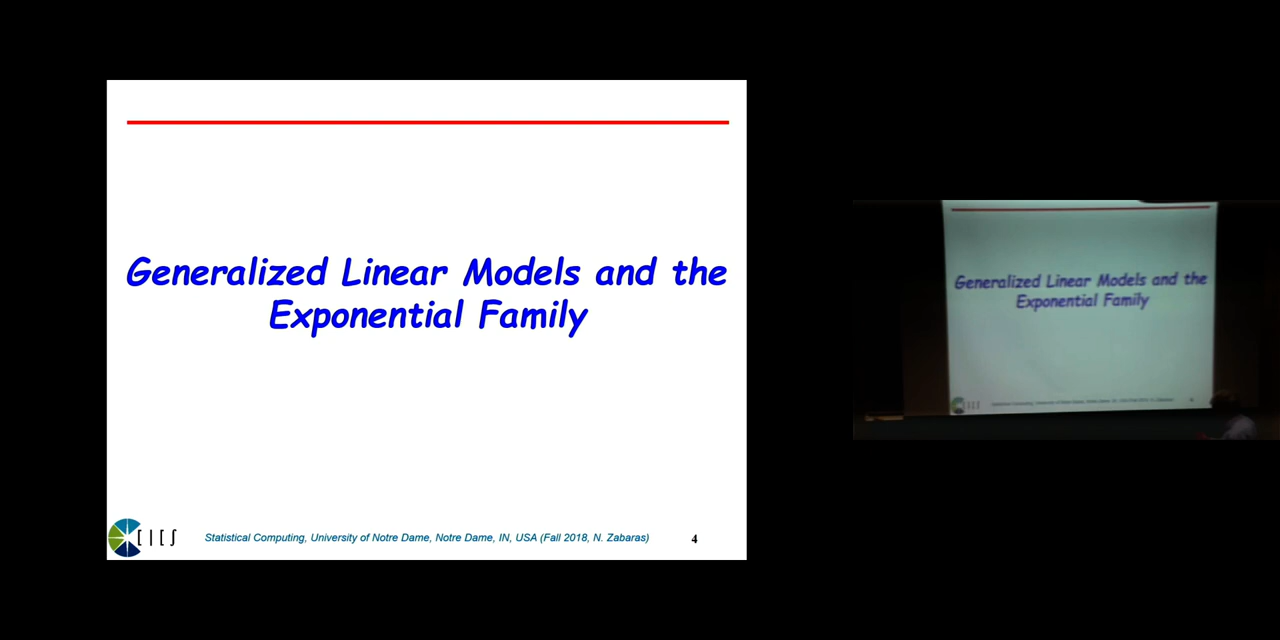 Generalized Linear Models and the
Exponential Family
CICS
Statistical Computing, University of Notre Dame, Notre Dame, IN, USA (Fall 2018, N. Zabaras)
4
Generalized Linear Models and the
Exponential Family